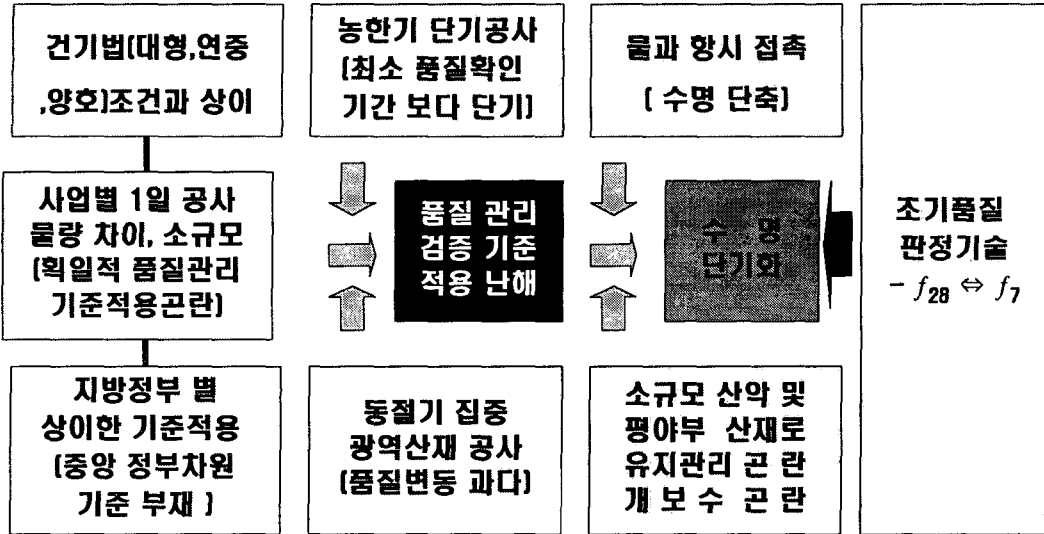 건기법(대형,연중
,양호)조건과 상이
농한기 단기공사
(최소 품질확인
기간 보다 단기)
물과 항시 접촉
( 수명 단축)
사업별 1일 공사
물량 차이, 소규모
(획일적 품질관리
기준적용곤란)
품질 관리
검증 기준
적용 난해
수 명
단기화
조기품질
판정기술
- f28 ⇔ f7
지방정부 별
상이한 기준적용
(중앙 정부차원
기준 부재 )
동절기 집중
광역산재 공사
(품질변동 과다)
소규모 산악 및
평야부 산재로
유지관리 곤 란
개 보 수 곤 란